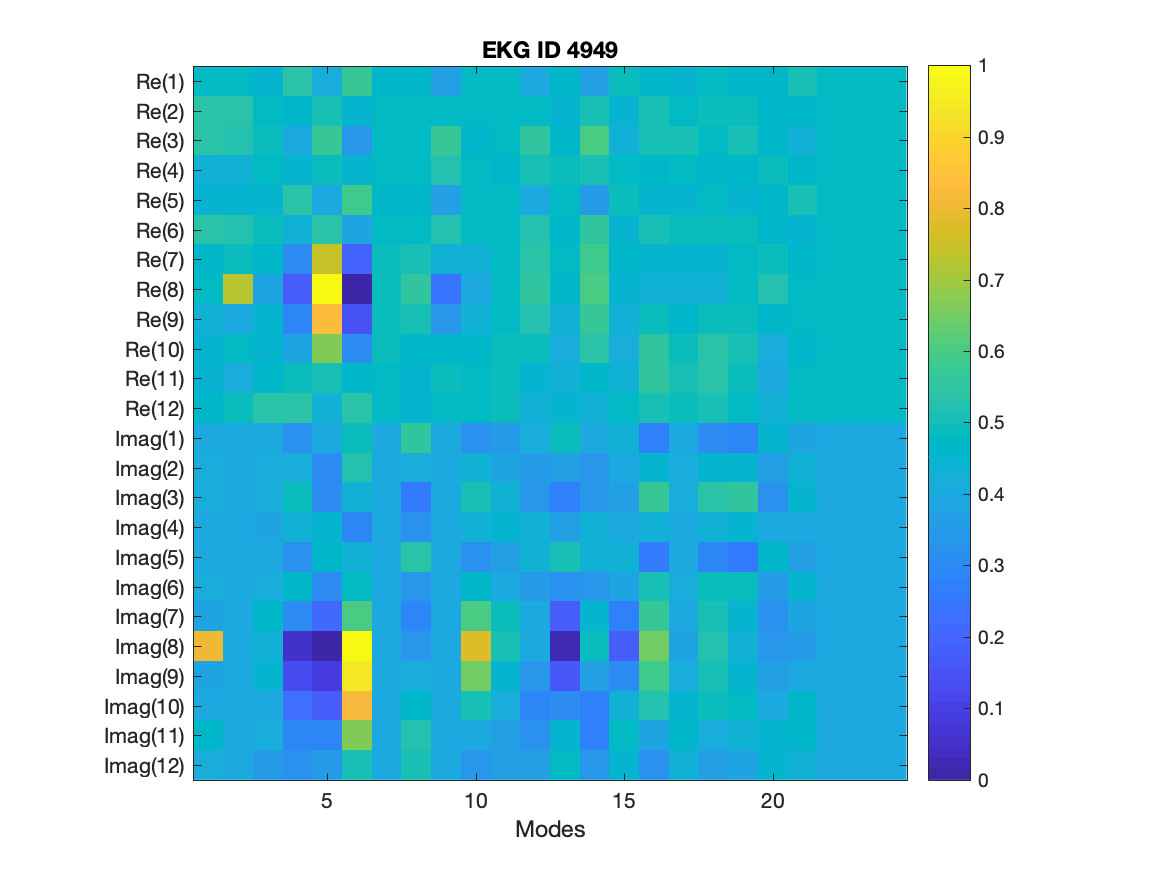 EKG ID 4949
Re(1)
Re(2)
Re(3)
Re(4)
Re(5)
Re(6)
Re(7)
Re(8)
Re(9)
Re(10)
Re(11)
Re(12)
Imag(1)
Imag(2)
Imag(3)
Imag(4)
Imag(5)
Imag(6)
Imag(7)
Imag(8)
Imag(9)
Imag(10)
Imag(11)
Imag(12)
5 10 15 20
Modes
1
0.9
0.8
0.7
0.6
0.5
0.4
0.3
0.2
0.1
0